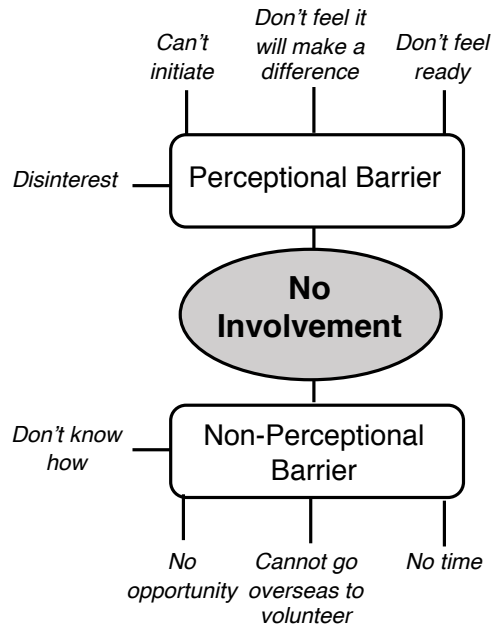 Can't
initiate
Don't feel it
will make a
difference
Don't feel
ready
Disinterest
Perceptional Barrier
No
Involvement
Don't know
how
Non-Perceptional
Barrier
No
opportunity
Cannot go
overseas to
volunteer
No time